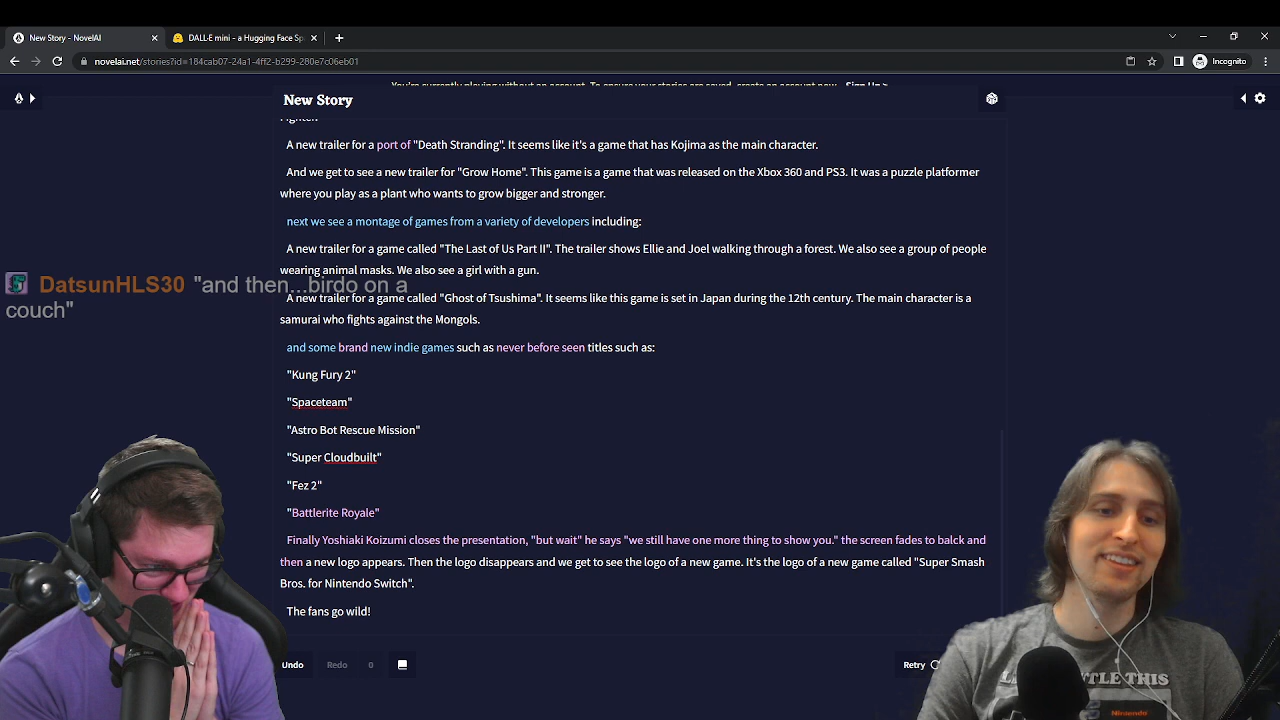 New Story - NovelAI
DALL·E mini - a Hugging Face Sp
novelai.net/stories?id=184cab07-24a1-4ff2-b299-280e7c06eb01
Incognito
You're currently playing without an account. To ensure your stories are saved, create an account now. Sign Up >
New Story
A new trailer for a port of "Death Stranding". It seems like it's a game that has Kojima as the main character.
And we get to see a new trailer for "Grow Home". This game is a game that was released on the Xbox 360 and PS3. It was a puzzle platformer
where you play as a plant who wants to grow bigger and stronger.
next we see a montage of games from a variety of developers including:
A new trailer for a game called "The Last of Us Part II". The trailer shows Ellie and Joel walking through a forest. We also see a group of people
wearing animal masks. We also see a girl with a gun.
DatsunHLS30 "and then...birdo on a
couch"
A new trailer for a game called "Ghost of Tsushima". It seems like this game is set in Japan during the 12th century. The main character is a
samurai who fights against the Mongols.
and some brand new indie games such as never before seen titles such as:
"Kung Fury 2"
"Spaceteam"
"Astro Bot Rescue Mission"
"Super Cloudbuilt"
"Fez 2"
"Battlerite Royale"
Finally Yoshiaki Koizumi closes the presentation, "but wait" he says "we still have one more thing to show you." the screen fades to balck and
then a new logo appears. Then the logo disappears and we get to see the logo of a new game. It's the logo of a new game called "Super Smash
Bros. for Nintendo Switch".
The fans go wild!
Undo
Redo
0
Retry
THIS
Nintendo